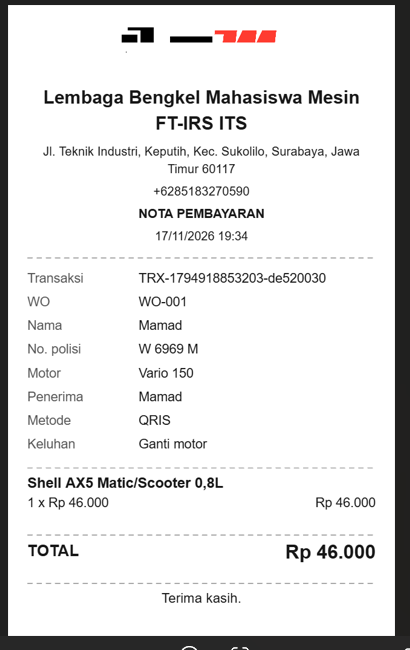 Lembaga Bengkel Mahasiswa Mesin
FT-IRS ITS
Jl. Teknik Industri, Keputih, Kec. Sukolilo, Surabaya, Jawa
Timur 60117
+6285183270590
NOTA PEMBAYARAN
17/11/2026 19:34
Transaksi TRX-1794918853203-de520030
WO WO-001
Nama Mamad
No. polisi W 6969 M
Motor Vario 150
Penerima Mamad
Metode QRIS
Keluhan Ganti motor
Shell AX5 Matic/Scooter 0,8L
1 x Rp 46.000 Rp 46.000
TOTAL Rp 46.000
Terima kasih.